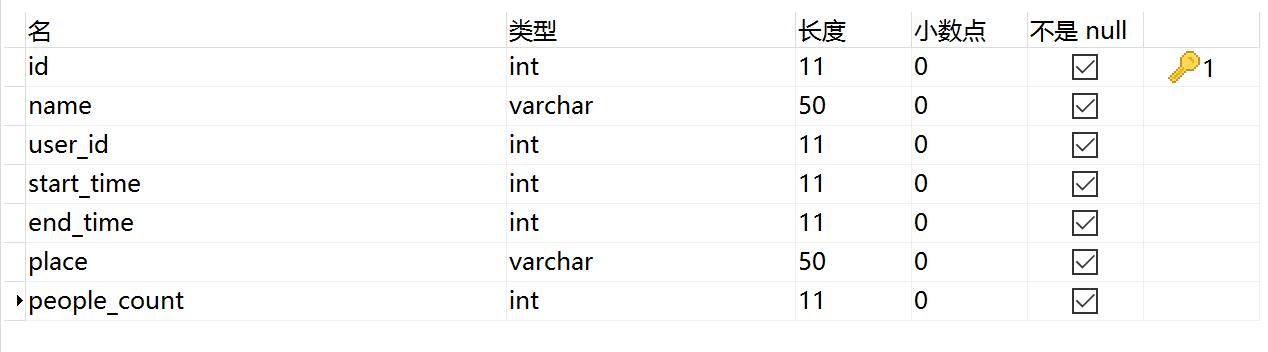 名 类型 长度 小数点 不是 null
id int 11 0 1
name varchar 50 0
user_id int 11 0
start_time int 11 0
end_time int 11 0
place varchar 50 0
people_count int 11 0